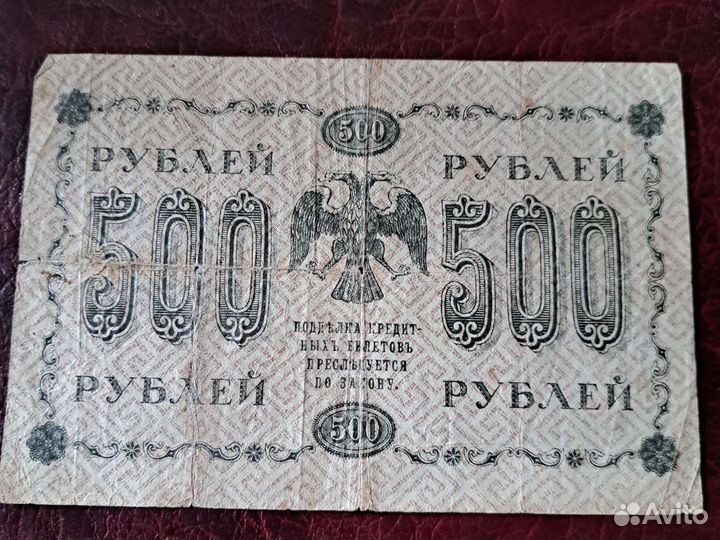 500
РУБЛЕЙ РУБЛЕЙ
500 500
ПОДДѢЛКА КРЕДИТ-
НЫХЪ БИЛЕТОВЪ
ПРЕСЛѢДУЕТСЯ
ПО ЗАКОНУ.
РУБЛЕЙ РУБЛЕЙ
500
Avito